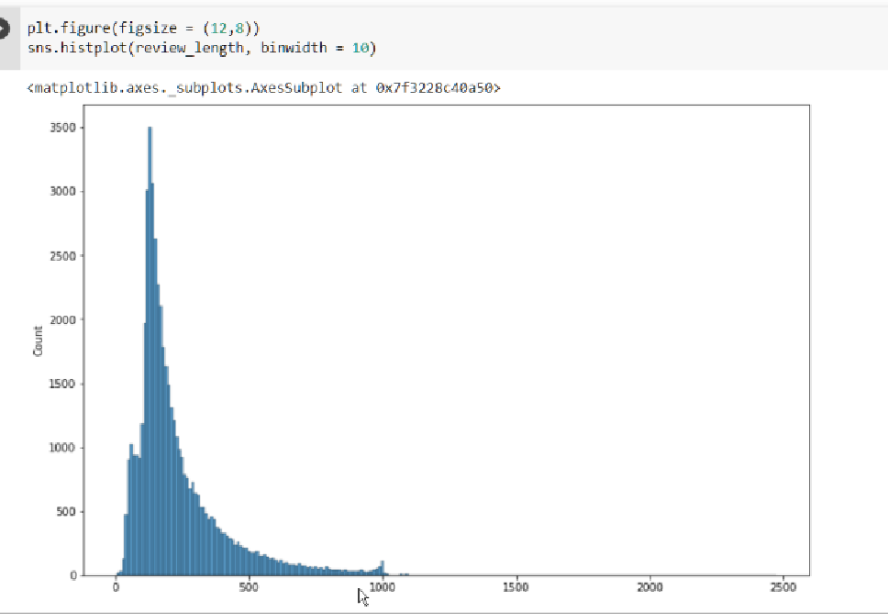 plt.figure(figsize = (12,8))
sns.histplot(review_length, binwidth = 10)
<matplotlib.axes._subplots.AxesSubplot at 0x7f3228c40a50>
3500
3000
2500
2000
Count
1500
1000
500
0
0 500 1000 1500 2000 2500